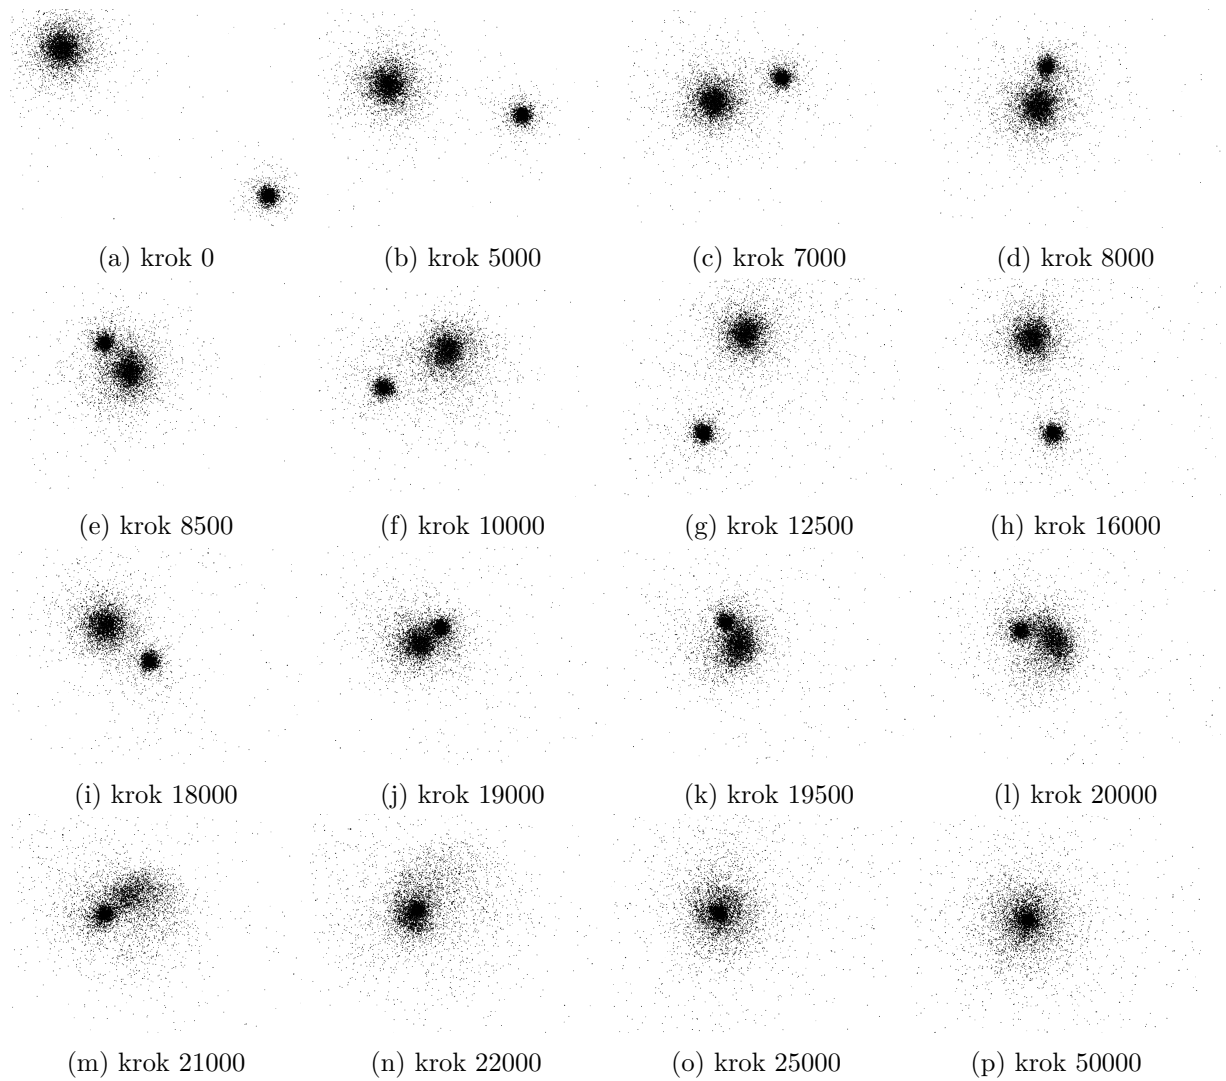 (a) krok 0
(b) krok 5000
(c) krok 7000
(d) krok 8000
(e) krok 8500
(f) krok 10000
(g) krok 12500
(h) krok 16000
(i) krok 18000
(j) krok 19000
(k) krok 19500
(l) krok 20000
(m) krok 21000
(n) krok 22000
(o) krok 25000
(p) krok 50000